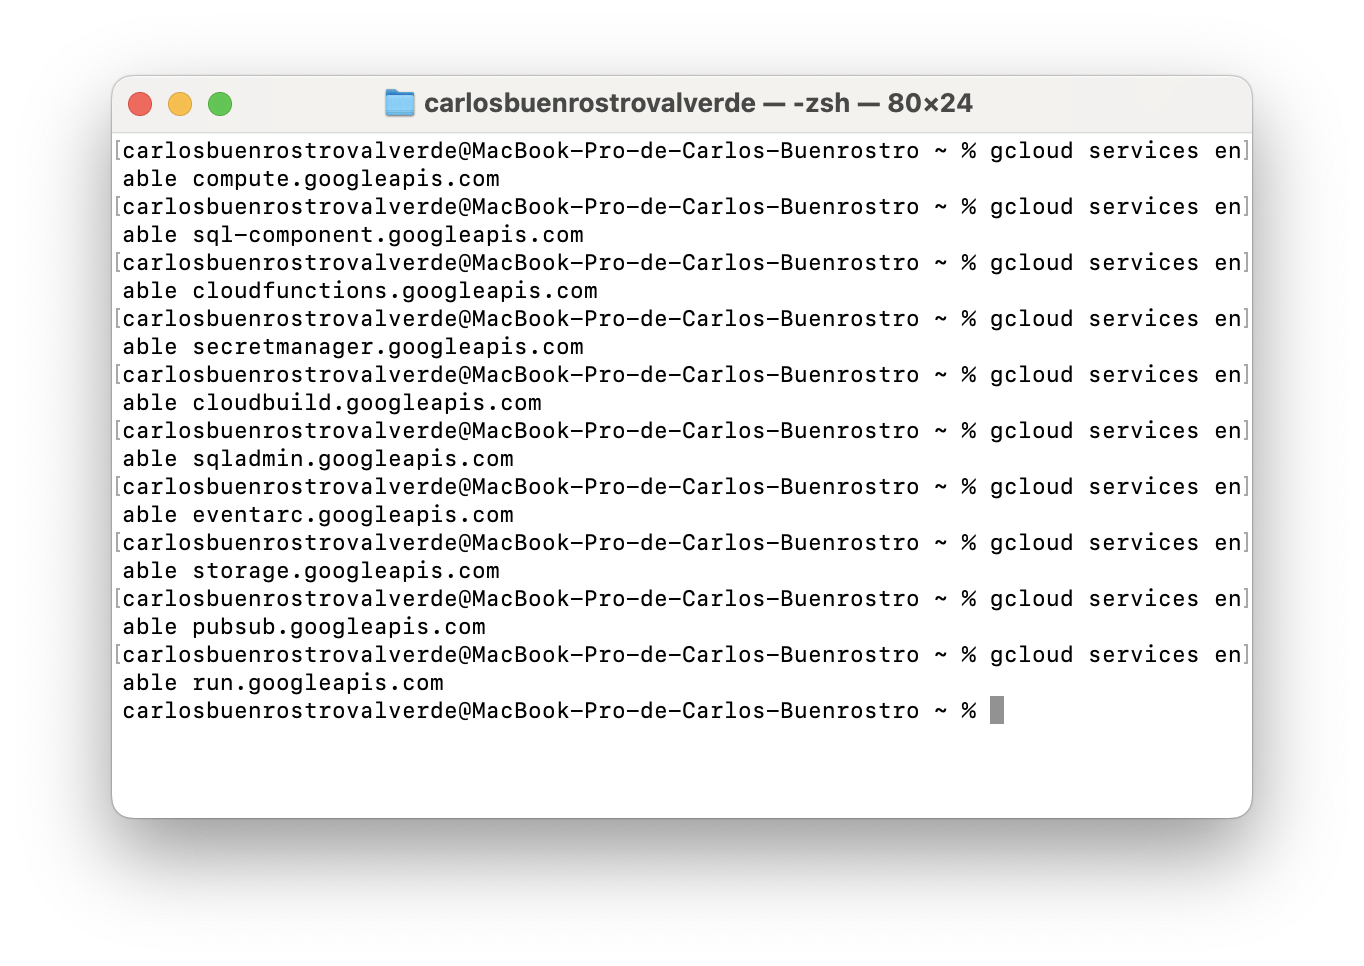 carlosbuenrostrovalverde — -zsh — 80×24
[carlosbuenrostrovalverde@MacBook-Pro-de-Carlos-Buenrostro ~ % gcloud services en]
able compute.googleapis.com
[carlosbuenrostrovalverde@MacBook-Pro-de-Carlos-Buenrostro ~ % gcloud services en]
able sql-component.googleapis.com
[carlosbuenrostrovalverde@MacBook-Pro-de-Carlos-Buenrostro ~ % gcloud services en]
able cloudfunctions.googleapis.com
[carlosbuenrostrovalverde@MacBook-Pro-de-Carlos-Buenrostro ~ % gcloud services en]
able secretmanager.googleapis.com
[carlosbuenrostrovalverde@MacBook-Pro-de-Carlos-Buenrostro ~ % gcloud services en]
able cloudbuild.googleapis.com
[carlosbuenrostrovalverde@MacBook-Pro-de-Carlos-Buenrostro ~ % gcloud services en]
able sqladmin.googleapis.com
[carlosbuenrostrovalverde@MacBook-Pro-de-Carlos-Buenrostro ~ % gcloud services en]
able eventarc.googleapis.com
[carlosbuenrostrovalverde@MacBook-Pro-de-Carlos-Buenrostro ~ % gcloud services en]
able storage.googleapis.com
[carlosbuenrostrovalverde@MacBook-Pro-de-Carlos-Buenrostro ~ % gcloud services en]
able pubsub.googleapis.com
[carlosbuenrostrovalverde@MacBook-Pro-de-Carlos-Buenrostro ~ % gcloud services en]
able run.googleapis.com
carlosbuenrostrovalverde@MacBook-Pro-de-Carlos-Buenrostro ~ %